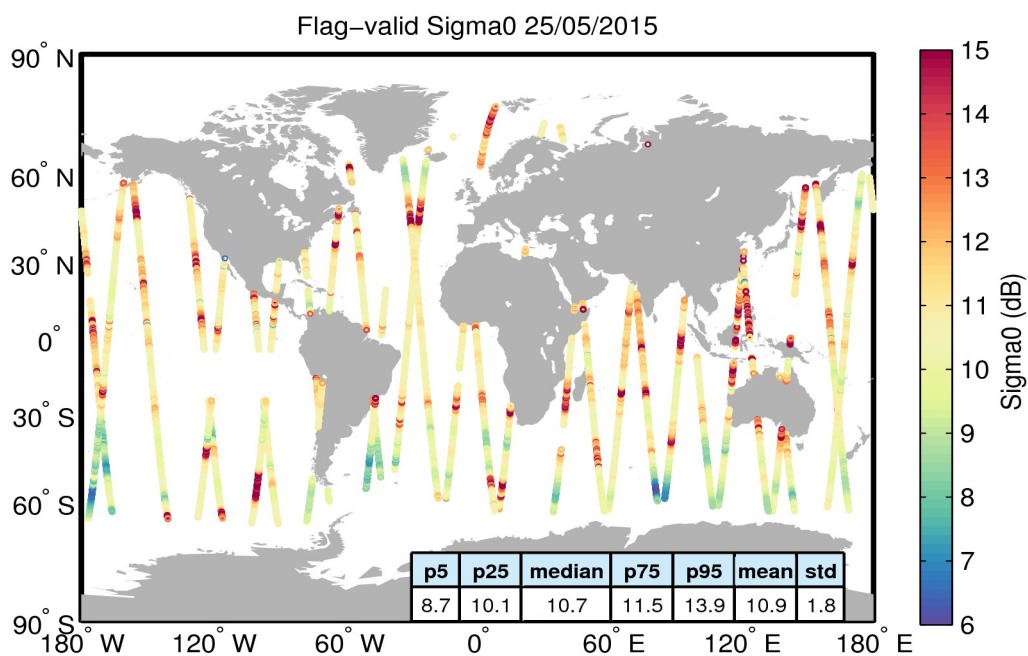 Flag-valid Sigma0 25/05/2015
90° N
60° N
30° N
0°
30° S
60° S
90° S
180° W
120° W
60° W
0°
60° E
120° E
180° E
p5 p25 median p75 p95 mean std
8.7 10.1 10.7 11.5 13.9 10.9 1.8
15
14
13
12
11
10
9
8
7
6
Sigma0 (dB)